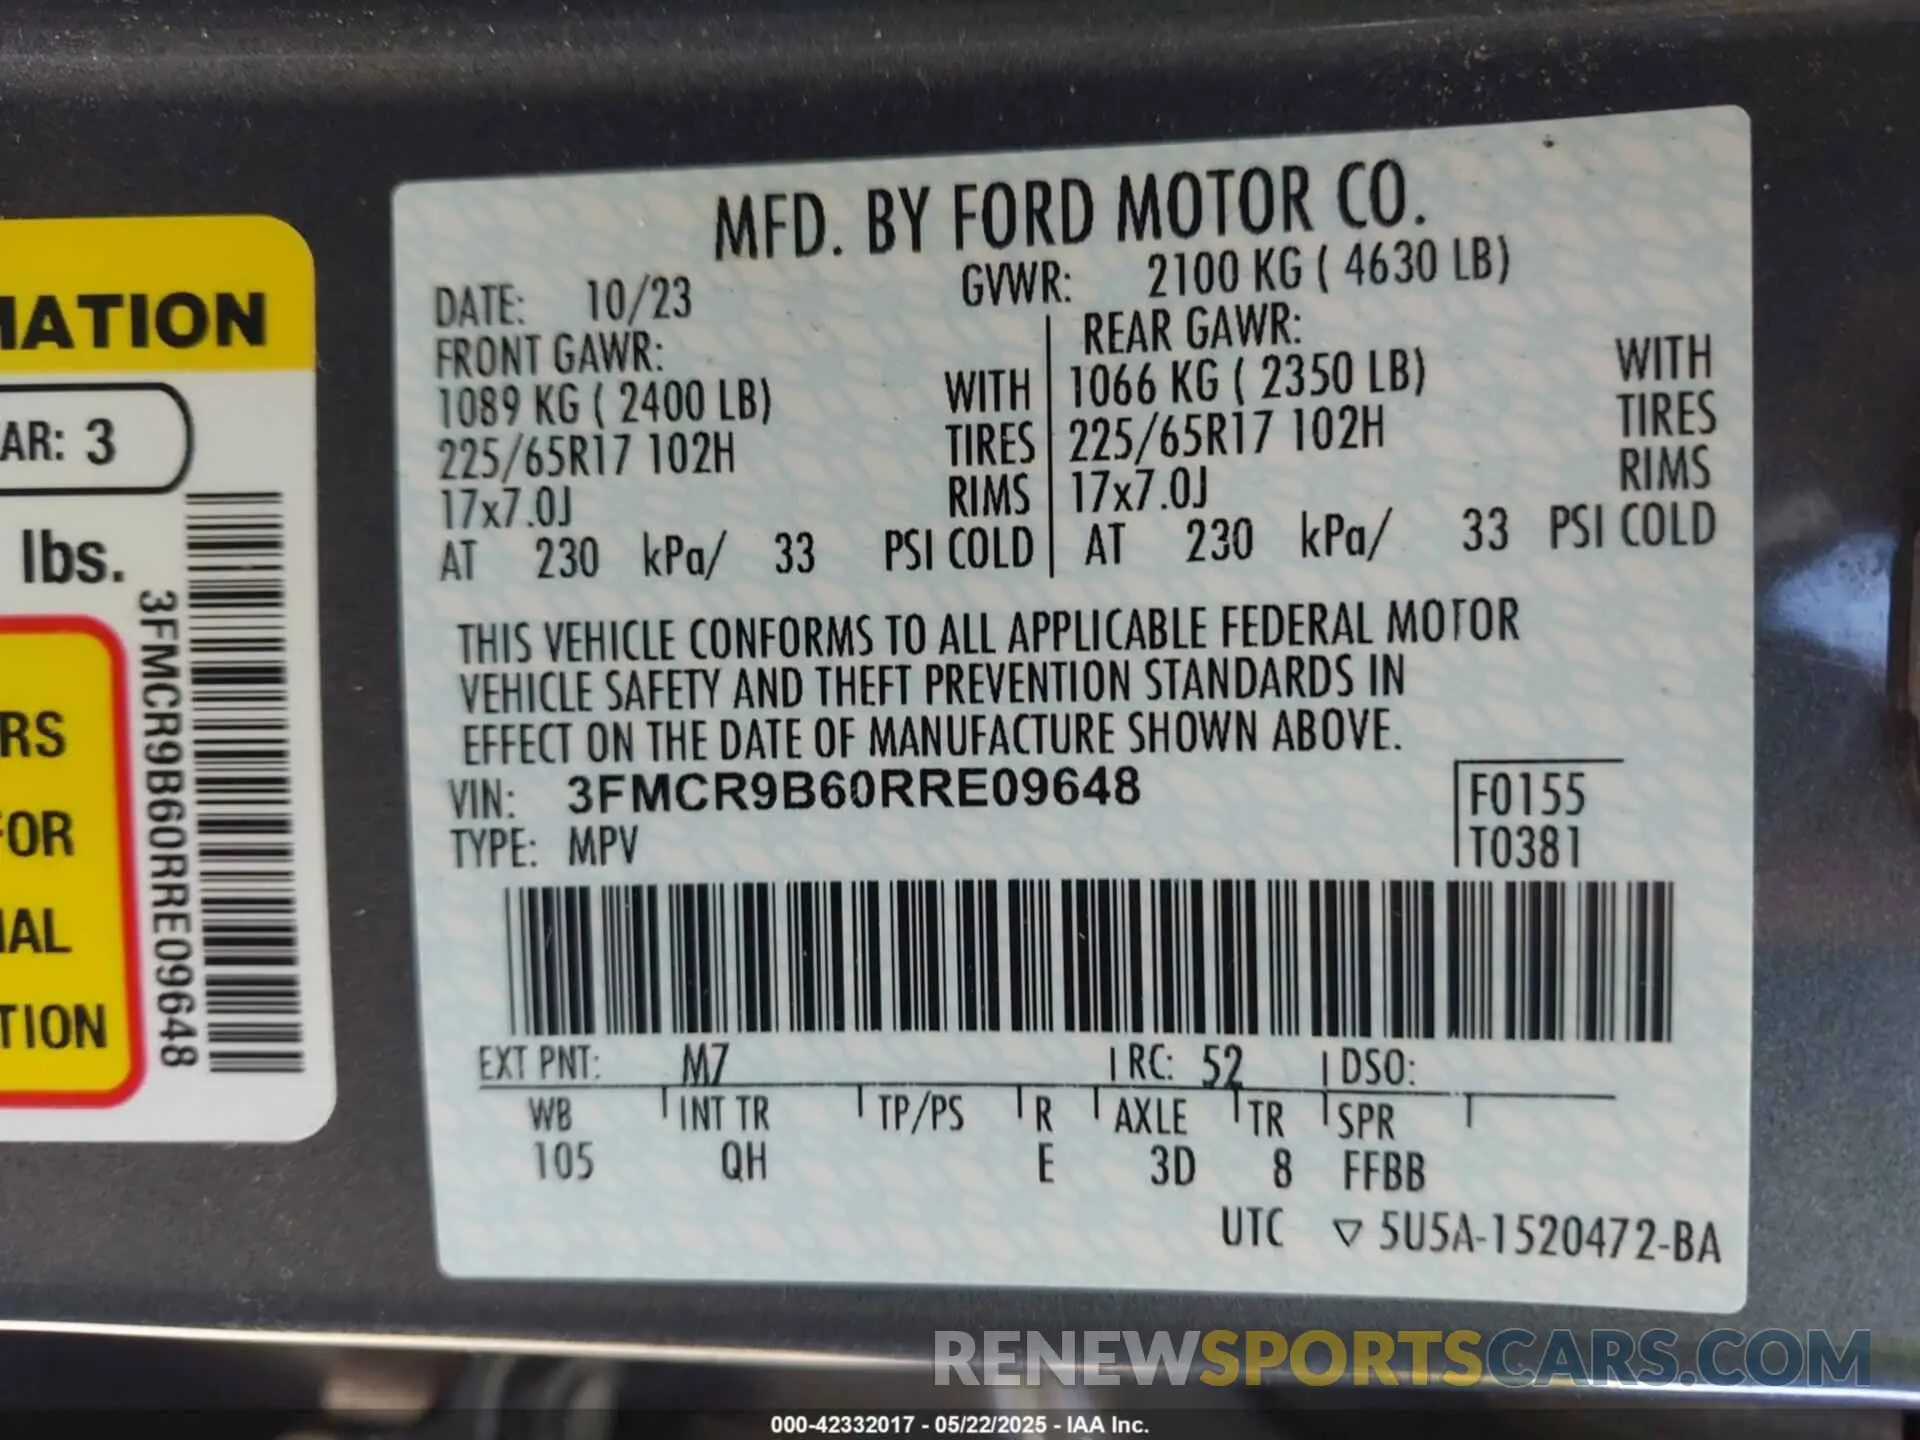 MATION
AR: 3
lbs.
RS
FOR
IAL
TION
3FMCR9B60RRE09648
MFD. BY FORD MOTOR CO.
DATE: 10/23 GVWR: 2100 KG ( 4630 LB)
FRONT GAWR: REAR GAWR:
1089 KG ( 2400 LB) WITH 1066 KG ( 2350 LB) WITH
225/65R17 102H TIRES 225/65R17 102H TIRES
17x7.0J RIMS 17x7.0J RIMS
AT 230 kPa/ 33 PSI COLD AT 230 kPa/ 33 PSI COLD
THIS VEHICLE CONFORMS TO ALL APPLICABLE FEDERAL MOTOR
VEHICLE SAFETY AND THEFT PREVENTION STANDARDS IN
EFFECT ON THE DATE OF MANUFACTURE SHOWN ABOVE.
VIN: 3FMCR9B60RRE09648 F0155
TYPE: MPV T0381
EXT PNT: M7 RC: 52 DSO:
WB INT TR TP/PS R AXLE TR SPR
105 QH E 3D 8 FFBB
UTC ▽ 5U5A-1520472-BA
RENEWSPORTSCARS.COM
000-42332017 - 05/22/2025 - IAA Inc.